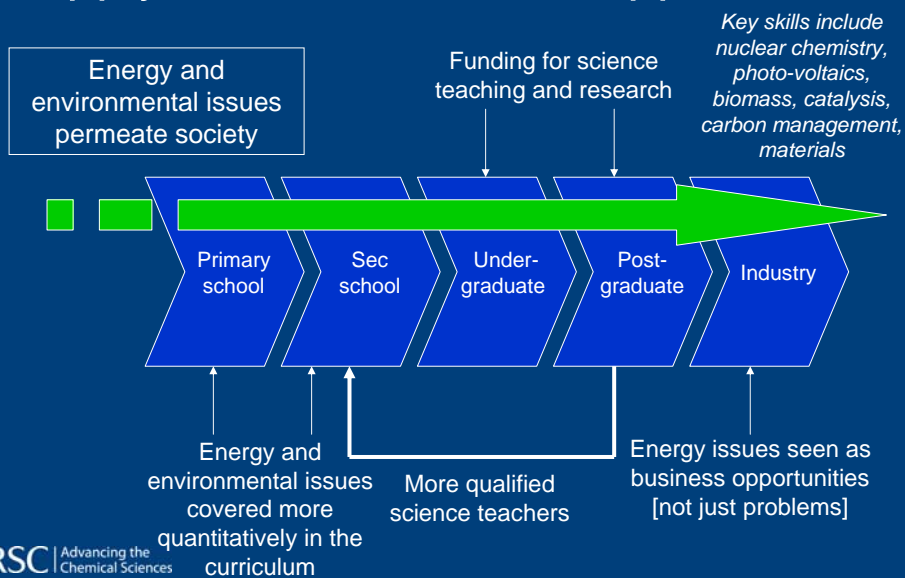 Key skills include
nuclear chemistry,
photo-voltaics,
biomass, catalysis,
carbon management,
materials
Energy and
environmental issues
permeate society
Funding for science
teaching and research
Primary
school
Sec
school
Under-
graduate
Post-
graduate
Industry
Energy and
environmental issues
covered more
quantitatively in the
curriculum
More qualified
science teachers
Energy issues seen as
business opportunities
[not just problems]
RSC | Advancing the
Chemical Sciences